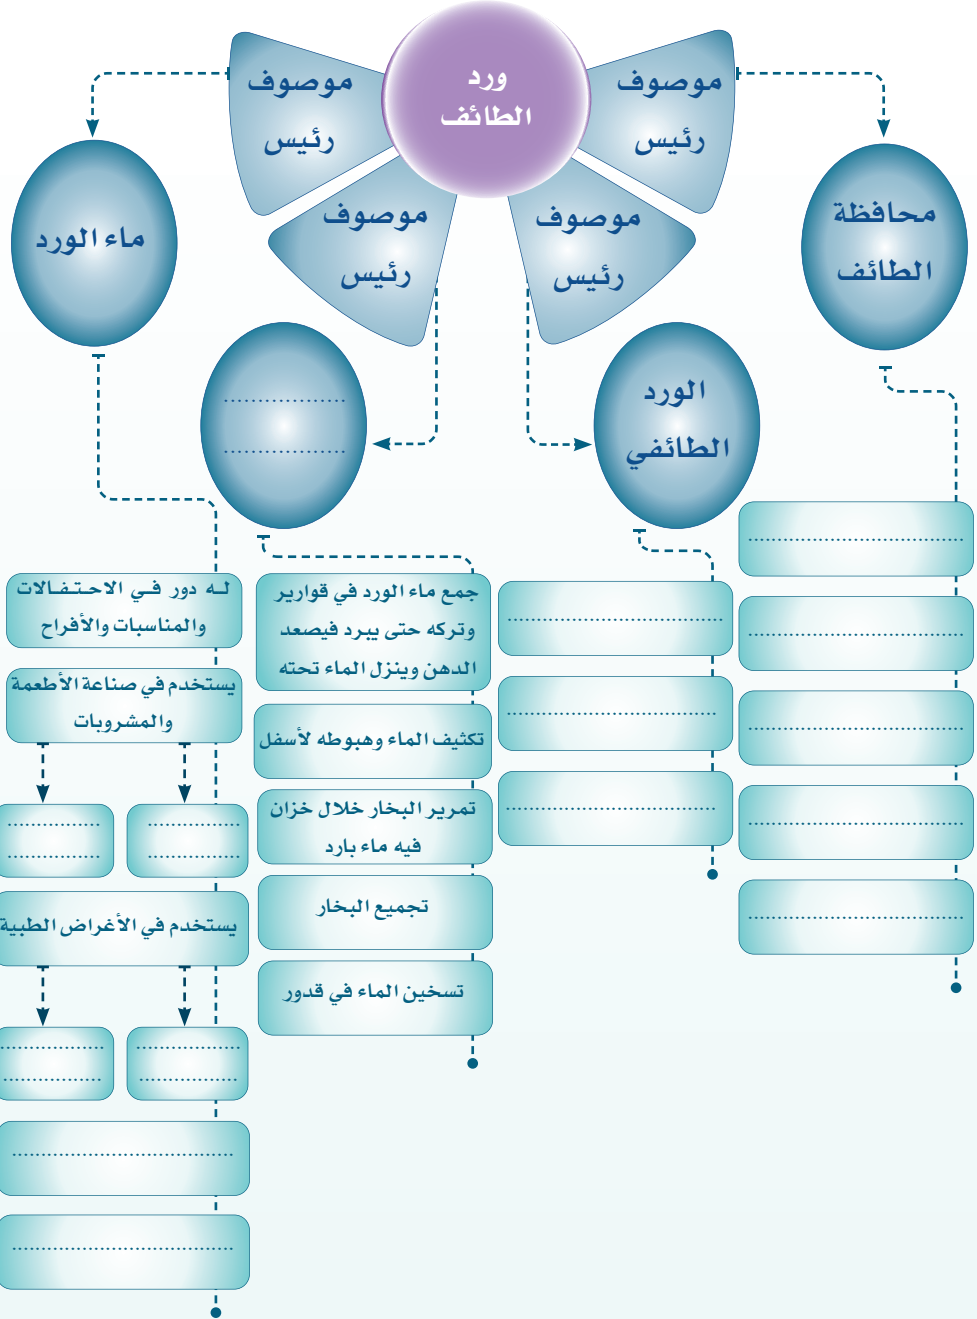 ورد
الطائف
موصوف
رئيس
موصوف
رئيس
موصوف
رئيس
موصوف
رئيس
محافظة
الطائف
الورد
الطائفي
..................
..................
ماء الورد
....................................
....................................
....................................
....................................
....................................
....................................
....................................
....................................
جمع ماء الورد في قوارير
وتركه حتى يبرد فيصعد
الدهن وينزل الماء تحته
تكثيف الماء وهبوطه لأسفل
تمرير البخار خلال خزان
فيه ماء بارد
تجميع البخار
تسخين الماء في قدور
لـه دور فـي الاحـتـفـالات
والمناسبات والأفراح
يستخدم في صناعة الأطعمة
والمشروبات
................
................
................
................
يستخدم في الأغراض الطبية
................
................
................
................
....................................
....................................